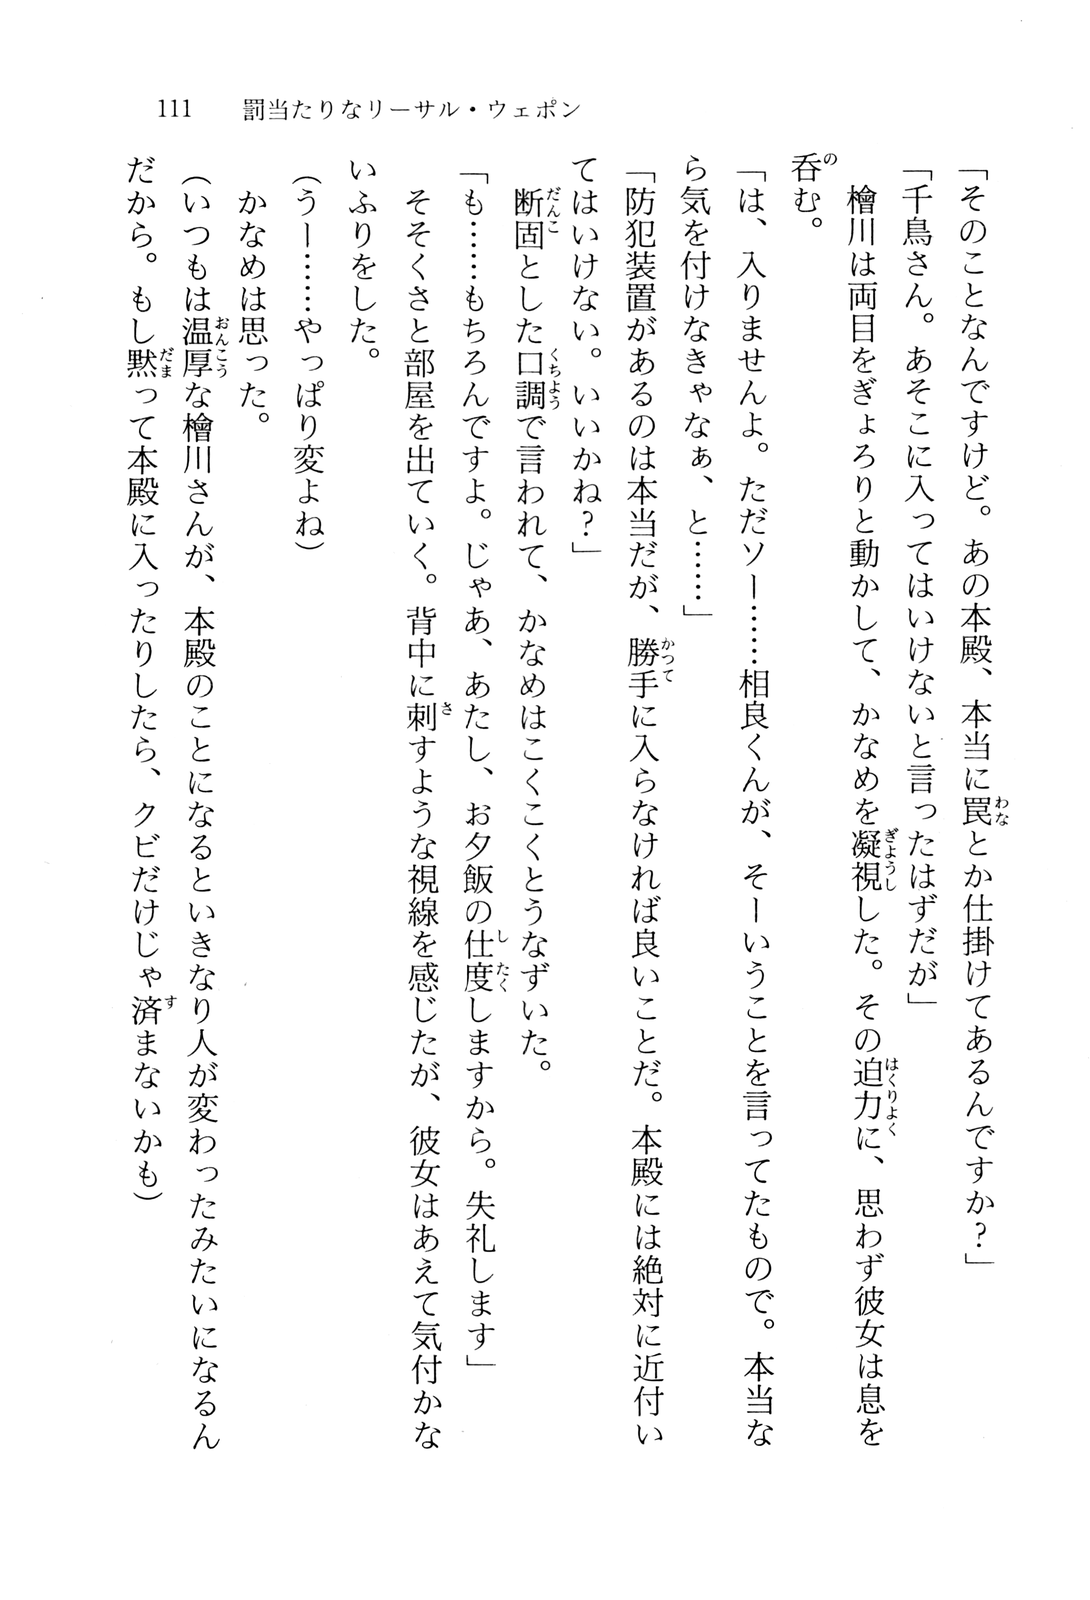 111　罰当たりなリーサル・ウェポン
「そのことなんですけど。あの本殿、本当に罠とか仕掛けてあるんですか？」
「千鳥さん。あそこに入ってはいけないと言ったはずだが」
　檜川は両目をぎょろりと動かして、かなめを凝視した。その迫力に、思わず彼女は息を
呑む。
「は、入りませんよ。ただソー……相良くんが、そーいうことを言ってたもので。本当な
ら気を付けなきゃなぁ、と……」
「防犯装置があるのは本当だが、勝手に入らなければ良いことだ。本殿には絶対に近付い
てはいけない。いいかね？」
　断固とした口調で言われて、かなめはこくこくとうなずいた。
「も……もちろんですよ。じゃあ、あたし、お夕飯の仕度しますから。失礼します」
　そそくさと部屋を出ていく。背中に刺すような視線を感じたが、彼女はあえて気付かな
いふりをした。
（うー……やっぱり変よね）
　かなめは思った。
（いつもは温厚な檜川さんが、本殿のことになるといきなり人が変わったみたいになるん
だから。もし黙って本殿に入ったりしたら、クビだけじゃ済まないかも）